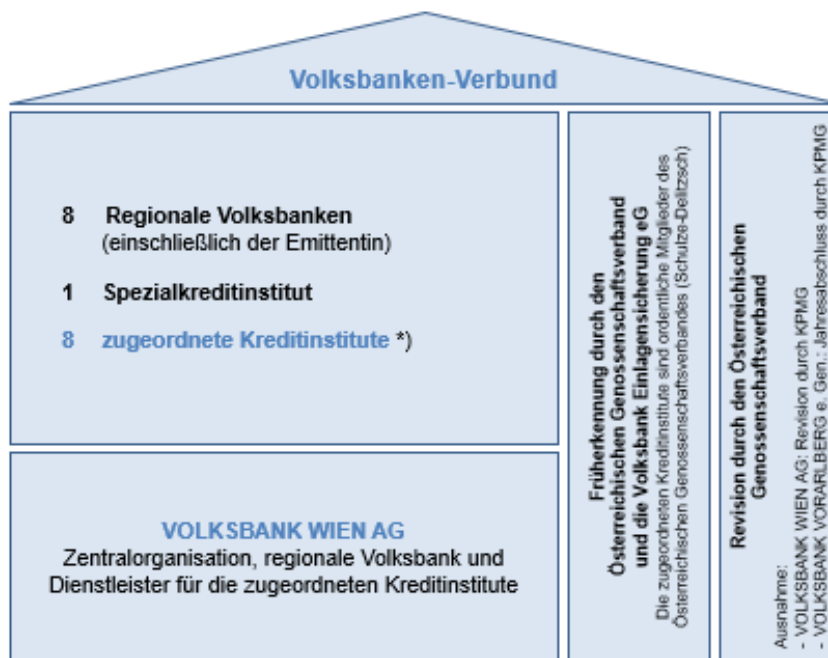 Volksbanken-Verbund
8 Regionale Volksbanken
(einschließlich der Emittentin)
1 Spezialkreditinstitut
8 zugeordnete Kreditinstitute *)
VOLKSBANK WIEN AG
Zentralorganisation, regionale Volksbank und
Dienstleister für die zugeordneten Kreditinstitute
Früherkennung durch den
Österreichischen Genossenschaftsverband
und die Volksbank Einlagensicherung eG
Die zugeordneten Kreditinstitute sind ordentliche Mitglieder des
Österreichischen Genossenschaftsverbandes (Schulze-Delitzsch)
Revision durch den Österreichischen
Genossenschaftsverband
Ausnahme:
- VOLKSBANK WIEN AG: Revision durch KPMG
- VOLKSBANK VORARLBERG e. Gen.: Jahresabschluss durch KPMG